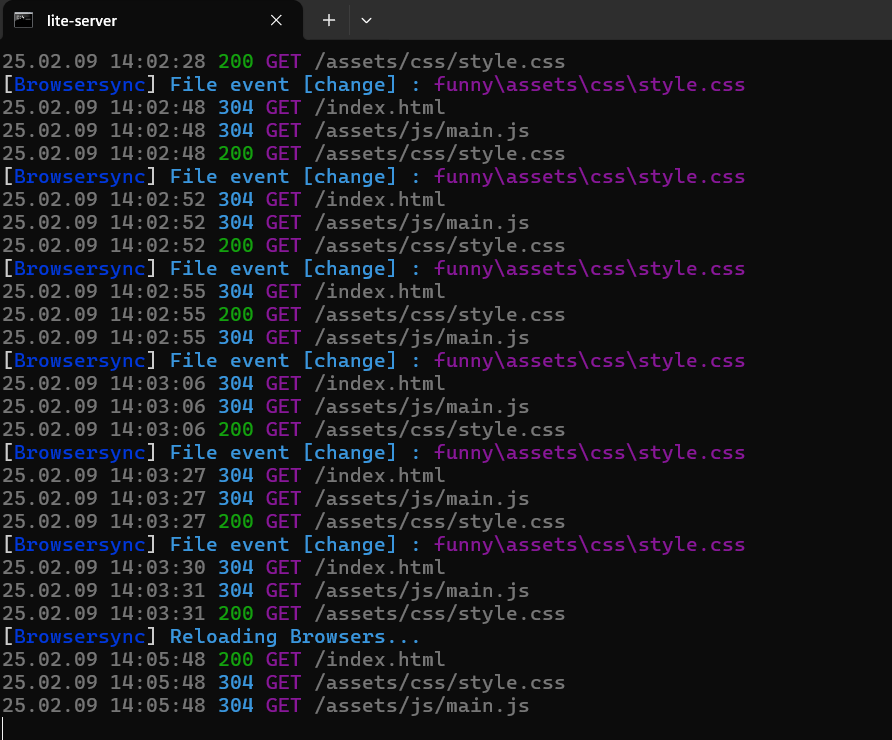 lite-server
25.02.09 14:02:28 200 GET /assets/css/style.css
[Browsersync] File event [change] : funny\assets\css\style.css
25.02.09 14:02:48 304 GET /index.html
25.02.09 14:02:48 304 GET /assets/js/main.js
25.02.09 14:02:48 200 GET /assets/css/style.css
[Browsersync] File event [change] : funny\assets\css\style.css
25.02.09 14:02:52 304 GET /index.html
25.02.09 14:02:52 304 GET /assets/js/main.js
25.02.09 14:02:52 200 GET /assets/css/style.css
[Browsersync] File event [change] : funny\assets\css\style.css
25.02.09 14:02:55 304 GET /index.html
25.02.09 14:02:55 200 GET /assets/css/style.css
25.02.09 14:02:55 304 GET /assets/js/main.js
[Browsersync] File event [change] : funny\assets\css\style.css
25.02.09 14:03:06 304 GET /index.html
25.02.09 14:03:06 304 GET /assets/js/main.js
25.02.09 14:03:06 200 GET /assets/css/style.css
[Browsersync] File event [change] : funny\assets\css\style.css
25.02.09 14:03:27 304 GET /index.html
25.02.09 14:03:27 304 GET /assets/js/main.js
25.02.09 14:03:27 200 GET /assets/css/style.css
[Browsersync] File event [change] : funny\assets\css\style.css
25.02.09 14:03:30 304 GET /index.html
25.02.09 14:03:31 304 GET /assets/js/main.js
25.02.09 14:03:31 200 GET /assets/css/style.css
[Browsersync] Reloading Browsers...
25.02.09 14:05:48 200 GET /index.html
25.02.09 14:05:48 304 GET /assets/css/style.css
25.02.09 14:05:48 304 GET /assets/js/main.js